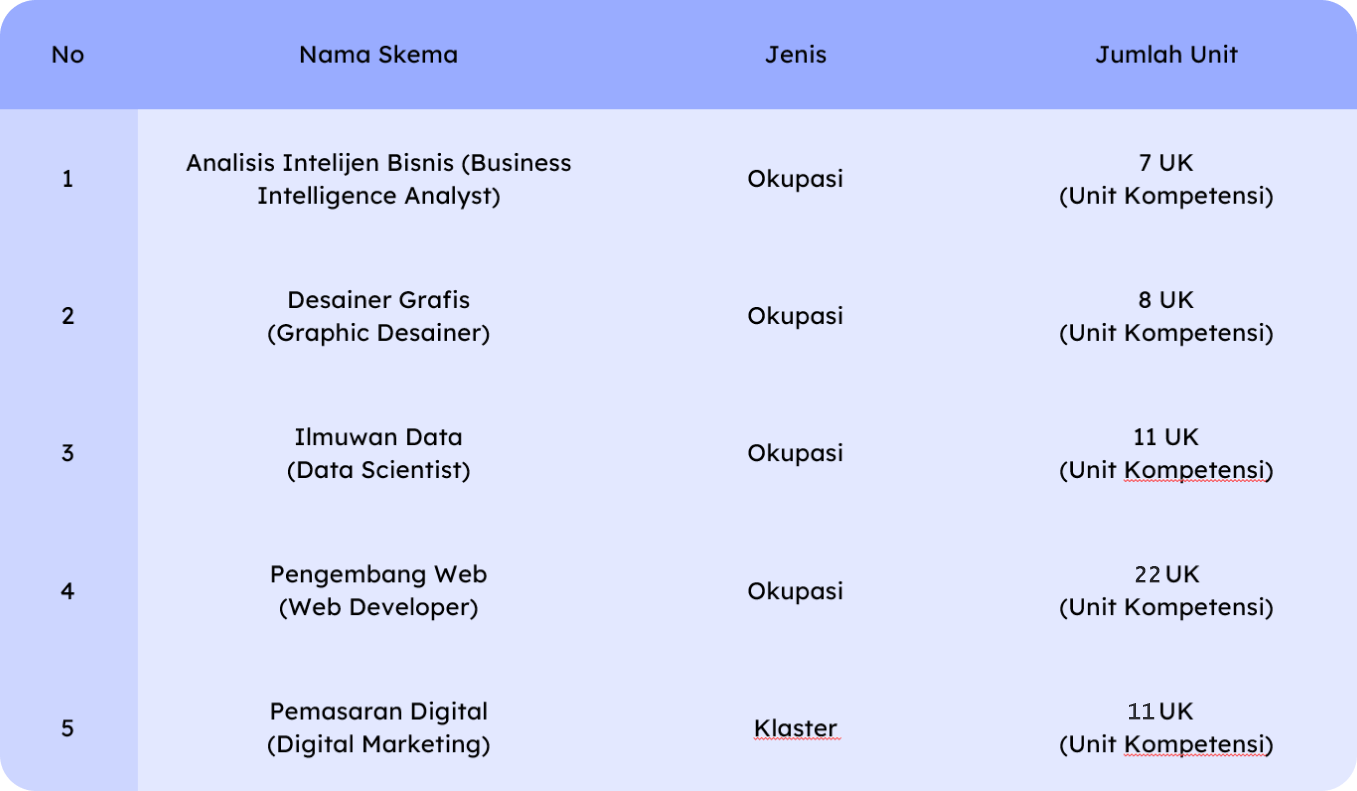 No Nama Skema Jenis Jumlah Unit
1 Analisis Intelijen Bisnis (Business Intelligence Analyst) Okupasi 7 UK (Unit Kompetensi)
2 Desainer Grafis (Graphic Desainer) Okupasi 8 UK (Unit Kompetensi)
3 Ilmuwan Data (Data Scientist) Okupasi 11 UK (Unit Kompetensi)
4 Pengembang Web (Web Developer) Okupasi 22 UK (Unit Kompetensi)
5 Pemasaran Digital (Digital Marketing) Klaster 11 UK (Unit Kompetensi)